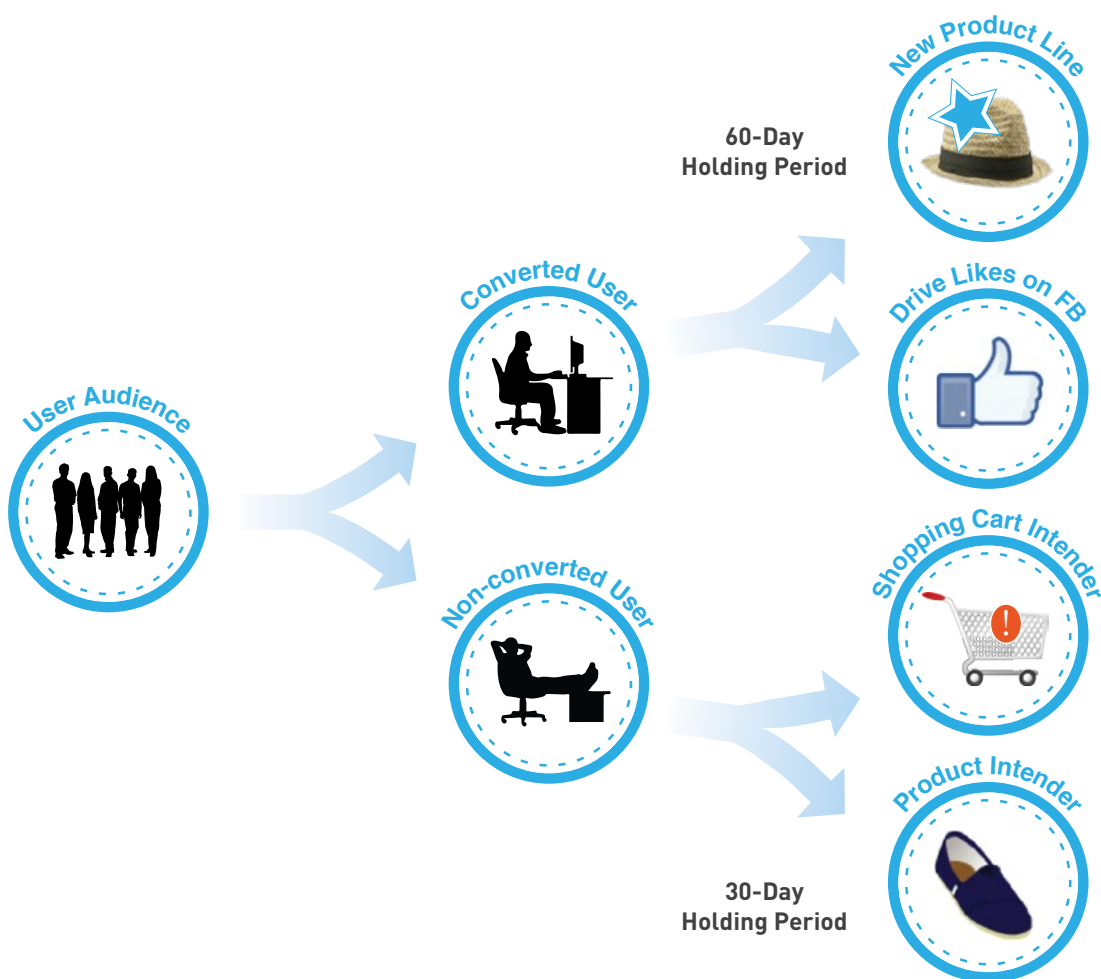 New Product Line
60-Day
Holding Period
Converted User
Drive Likes on FB
User Audience
Non-converted User
Shopping Cart Intender
!
Product Intender
30-Day
Holding Period